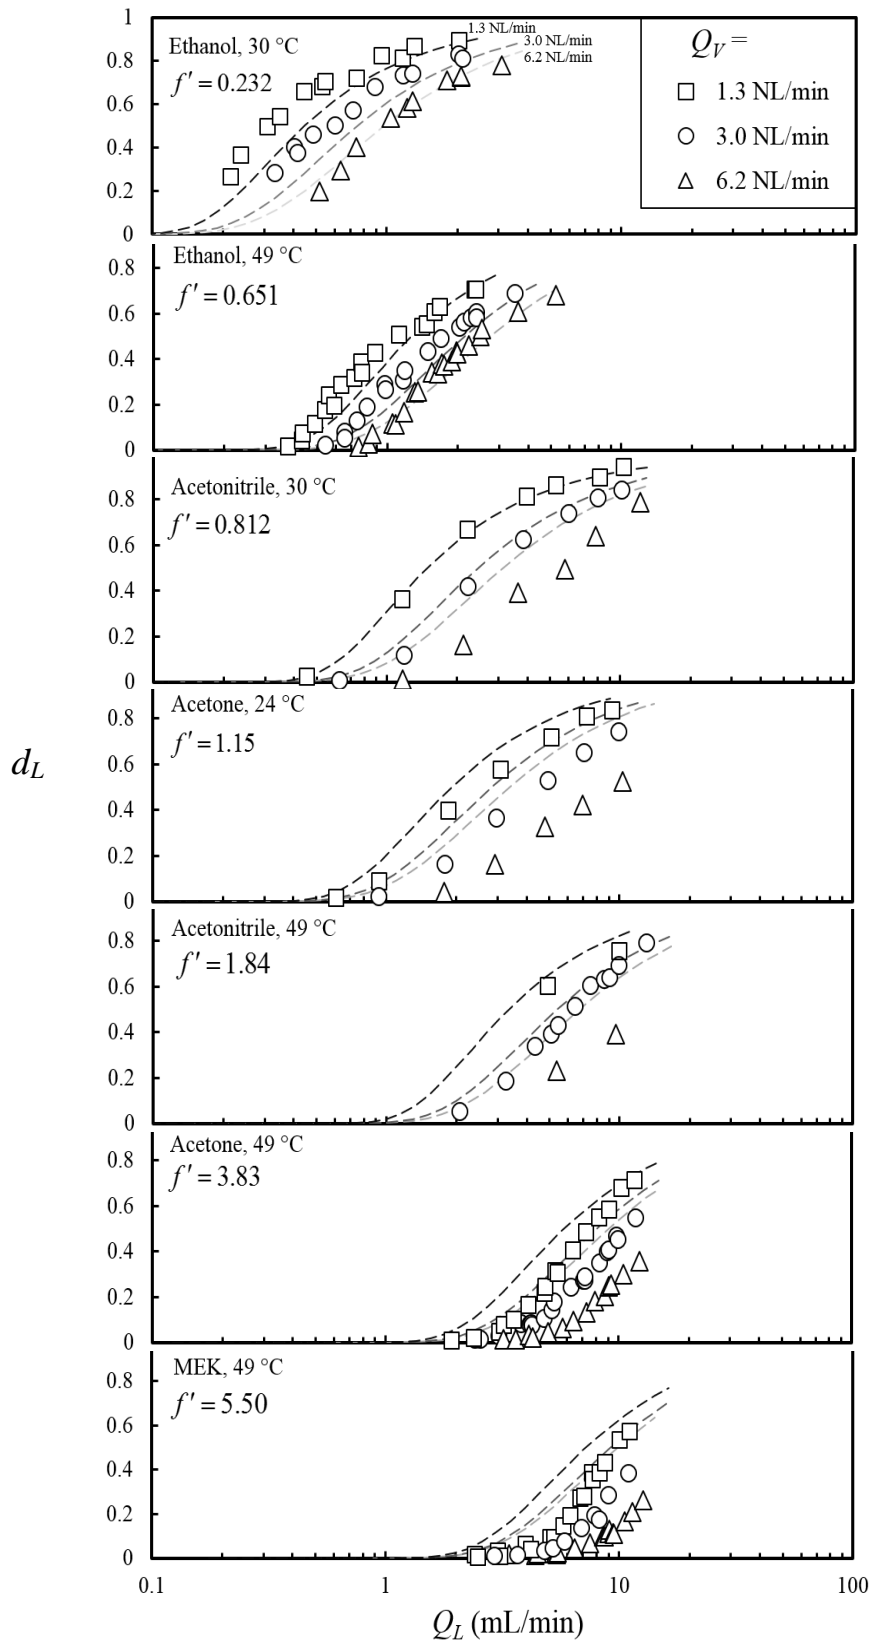 1
0.8
0.6
0.4
0.2
0
Ethanol, 30 °C
f' = 0.232
1.3 NL/min
3.0 NL/min
6.2 NL/min
Q_V =
1.3 NL/min
3.0 NL/min
6.2 NL/min
Ethanol, 49 °C
f' = 0.651
0.8
0.6
0.4
0.2
0
Acetonitrile, 30 °C
f' = 0.812
0.8
0.6
0.4
0.2
0
Acetone, 24 °C
f' = 1.15
0.8
0.6
0.4
0.2
0
d_L
Acetonitrile, 49 °C
f' = 1.84
0.8
0.6
0.4
0.2
0
Acetone, 49 °C
f' = 3.83
0.8
0.6
0.4
0.2
0
MEK, 49 °C
f' = 5.50
0.8
0.6
0.4
0.2
0
0.1 1 10 100
Q_L (mL/min)